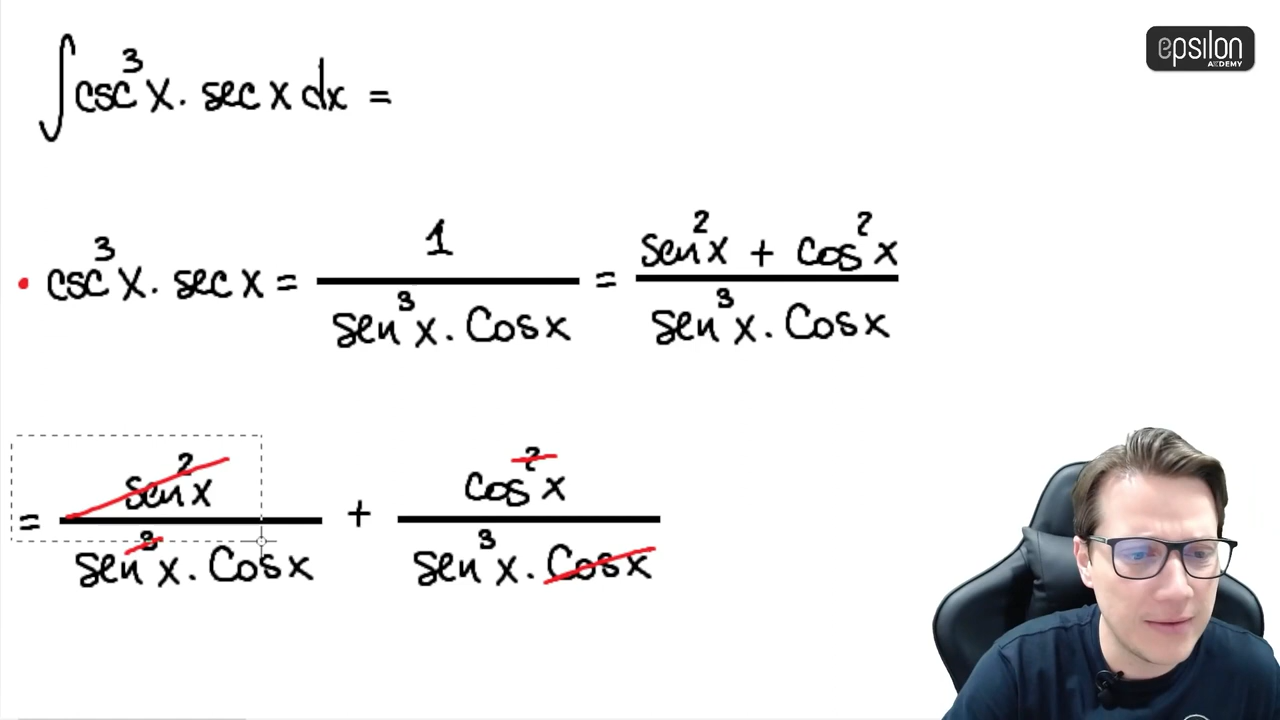 epsilon
AXDEMY
∫ csc³x . sec x dx =
• csc³x . sec x = 1 / sen³x . Cos x = sen²x + cos²x / sen³x . Cos x
= sen²x / sen³x . Cos x + cos²x / sen³x . Cos x